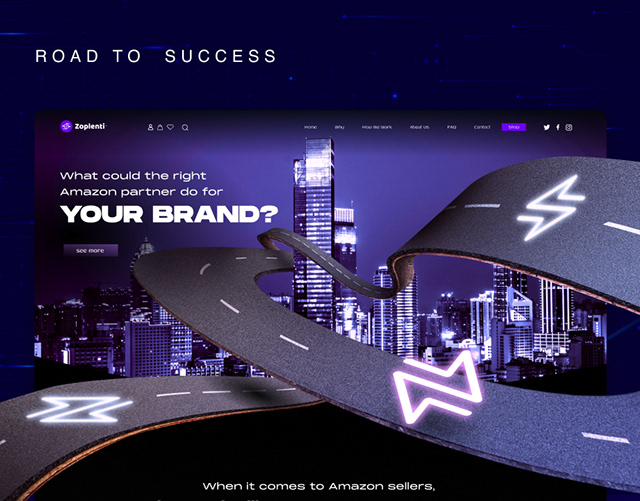 ROAD TO SUCCESS
Zoplenti
Home Why How We Work About Us FAQ Contact
What could the right
Amazon partner do for
YOUR BRAND?
see more
When it comes to Amazon sellers,